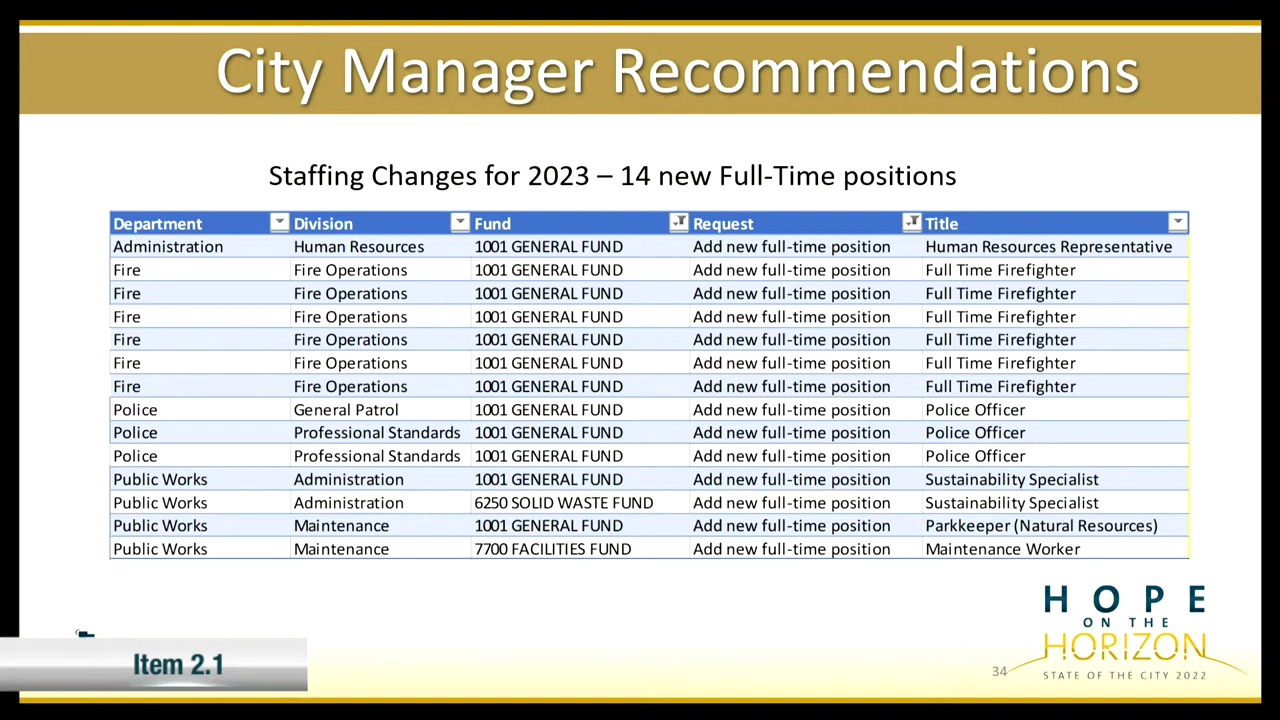 City Manager Recommendations
Staffing Changes for 2023 – 14 new Full-Time positions
Department Division Fund Request Title
Administration Human Resources 1001 GENERAL FUND Add new full-time position Human Resources Representative
Fire Fire Operations 1001 GENERAL FUND Add new full-time position Full Time Firefighter
Fire Fire Operations 1001 GENERAL FUND Add new full-time position Full Time Firefighter
Fire Fire Operations 1001 GENERAL FUND Add new full-time position Full Time Firefighter
Fire Fire Operations 1001 GENERAL FUND Add new full-time position Full Time Firefighter
Fire Fire Operations 1001 GENERAL FUND Add new full-time position Full Time Firefighter
Fire Fire Operations 1001 GENERAL FUND Add new full-time position Full Time Firefighter
Police General Patrol 1001 GENERAL FUND Add new full-time position Police Officer
Police Professional Standards 1001 GENERAL FUND Add new full-time position Police Officer
Police Professional Standards 1001 GENERAL FUND Add new full-time position Police Officer
Public Works Administration 1001 GENERAL FUND Add new full-time position Sustainability Specialist
Public Works Administration 6250 SOLID WASTE FUND Add new full-time position Sustainability Specialist
Public Works Maintenance 1001 GENERAL FUND Add new full-time position Parkkeeper (Natural Resources)
Public Works Maintenance 7700 FACILITIES FUND Add new full-time position Maintenance Worker
HOPE
ON THE
HORIZON
STATE OF THE CITY 2022
34
Item 2.1